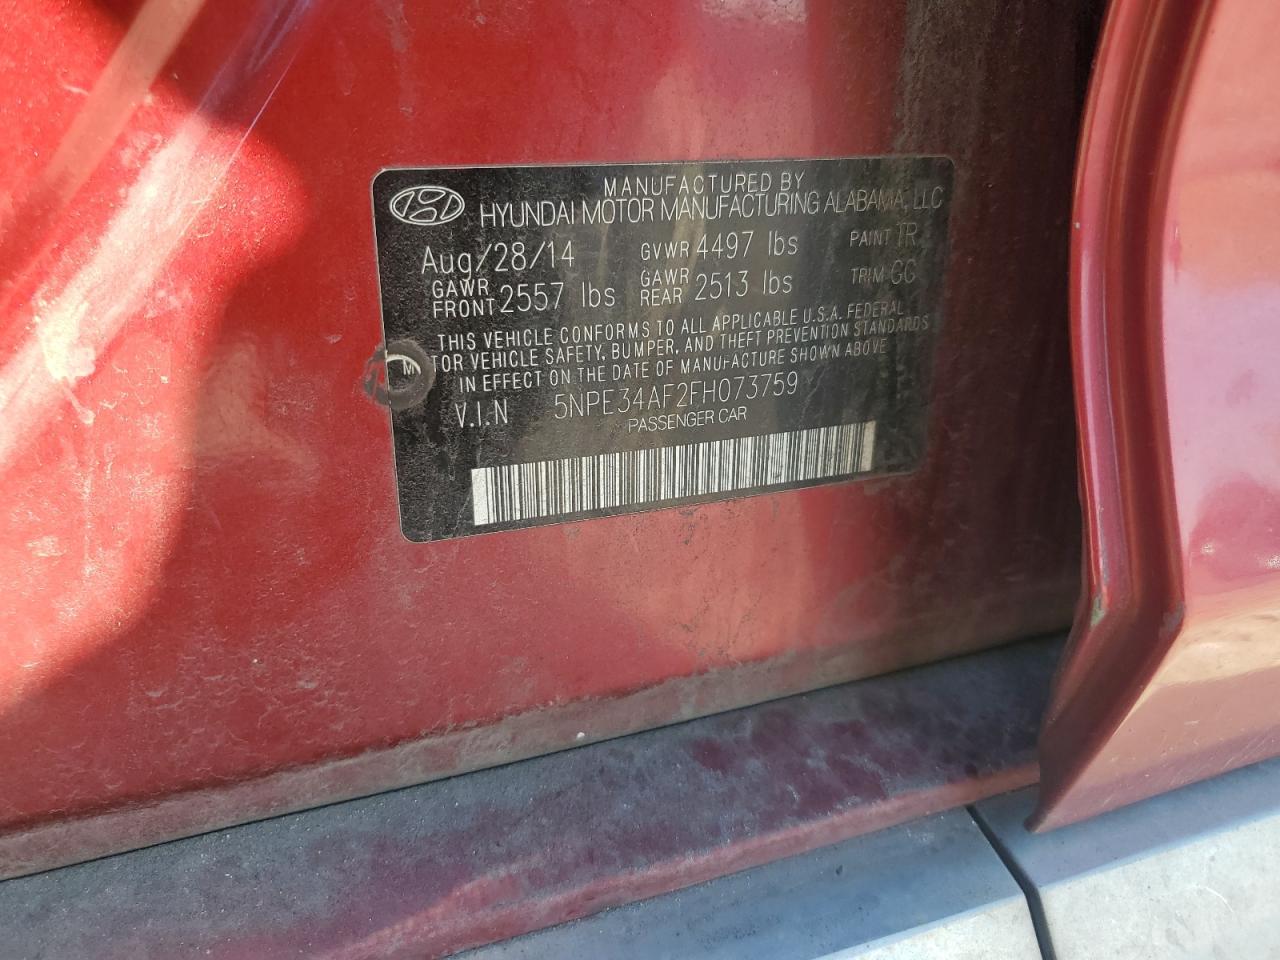 MANUFACTURED BY
HYUNDAI MOTOR MANUFACTURING ALABAMA, LLC
Aug/28/14 GVWR 4497 lbs PAINT TR
GAWR FRONT 2557 lbs GAWR REAR 2513 lbs TRIM GG
THIS VEHICLE CONFORMS TO ALL APPLICABLE U.S.A. FEDERAL
MOTOR VEHICLE SAFETY, BUMPER, AND THEFT PREVENTION STANDARDS
IN EFFECT ON THE DATE OF MANUFACTURE SHOWN ABOVE
V.I.N 5NPE34AF2FH073759
PASSENGER CAR